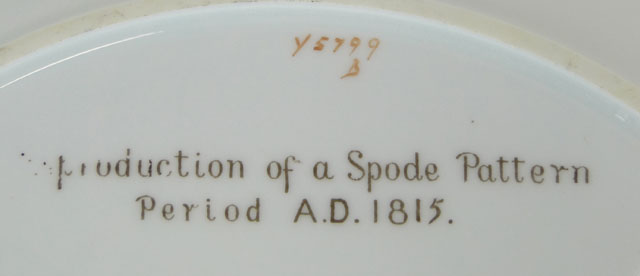 Y5799
B
production of a Spode Pattern
Period A.D. 1815.